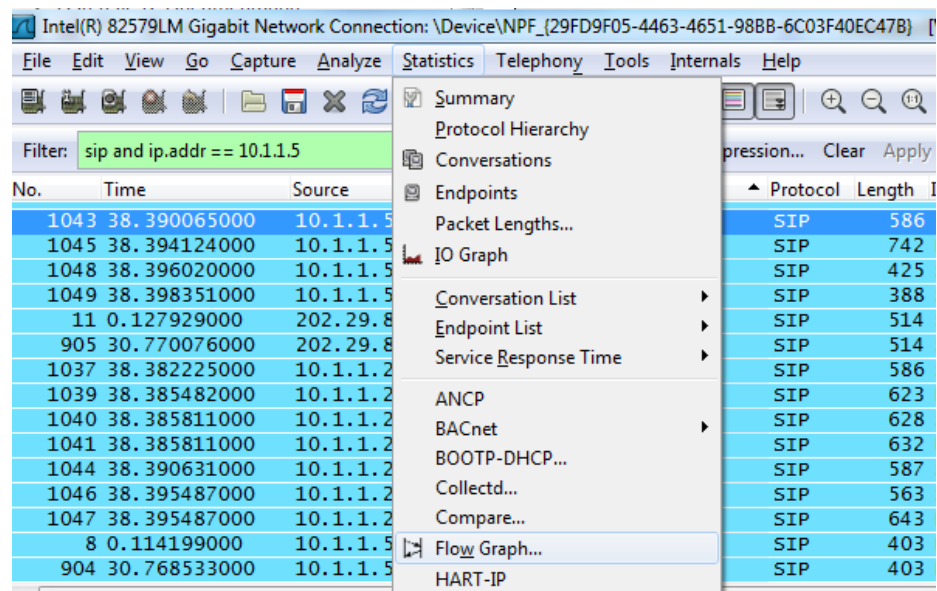 Intel(R) 82579LM Gigabit Network Connection: \Device\NPF_{29FD9F05-4463-4651-98BB-6C03F40EC47B}
File Edit View Go Capture Analyze Statistics Telephony Tools Internals Help
Filter: sip and ip.addr == 10.1.1.5 pression... Clear Apply
No. Time Source Protocol Length
1043 38.390065000 10.1.1.5 SIP 586
1045 38.394124000 10.1.1.5 SIP 742
1048 38.396020000 10.1.1.5 SIP 425
1049 38.398351000 10.1.1.5 SIP 388
11 0.127929000 202.29.8 SIP 514
905 30.770076000 202.29.8 SIP 514
1037 38.382225000 10.1.1.2 SIP 586
1039 38.385482000 10.1.1.2 SIP 623
1040 38.385811000 10.1.1.2 SIP 628
1041 38.385811000 10.1.1.2 SIP 632
1044 38.390631000 10.1.1.2 SIP 587
1046 38.395487000 10.1.1.2 SIP 563
1047 38.395487000 10.1.1.2 SIP 643
8 0.114199000 10.1.1.5 SIP 403
904 30.768533000 10.1.1.5 SIP 403
Summary
Protocol Hierarchy
Conversations
Endpoints
Packet Lengths...
IO Graph
Conversation List
Endpoint List
Service Response Time
ANCP
BACnet
BOOTP-DHCP...
Collectd...
Compare...
Flow Graph...
HART-IP